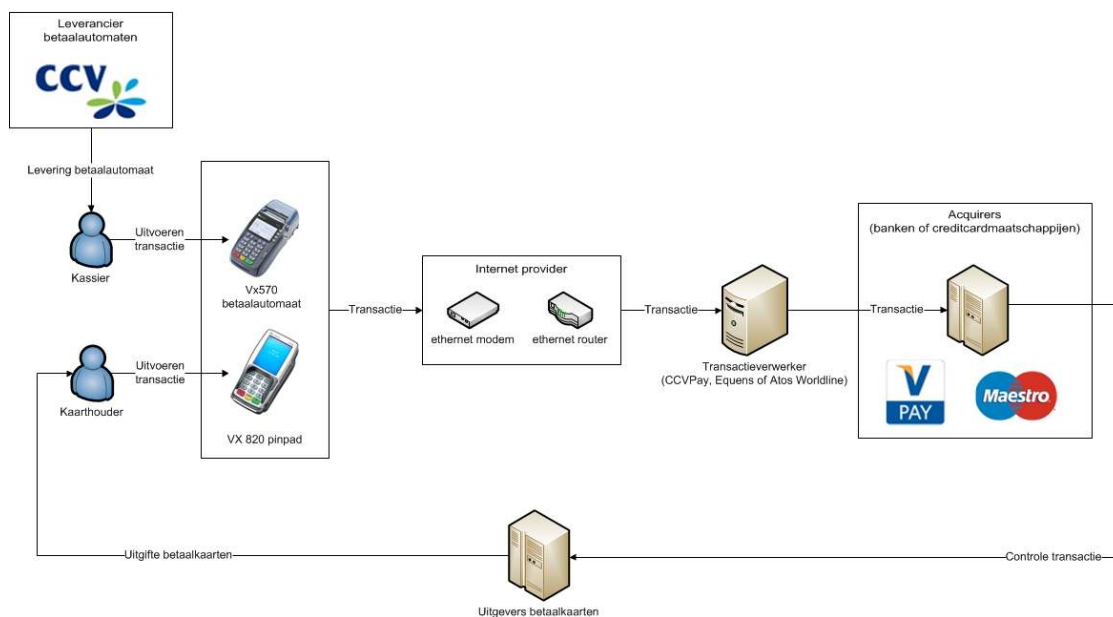 Leverancier
betaalautomaten
CCV
Levering betaalautomaat
Kassier
Uitvoeren
transactie
Vx570
betaalautomaat
Kaarthouder
Uitvoeren
transactie
VX 820 pinpad
Transactie
Internet provider
ethernet modem
ethernet router
Transactie
Transactieverwerker
(CCVPay, Equens of Atos Worldline)
Transactie
Acquirers
(banken of creditcardmaatschappijen)
V
PAY
Maestro
Uitgifte betaalkaarten
Uitgevers betaalkaarten
Controle transactie